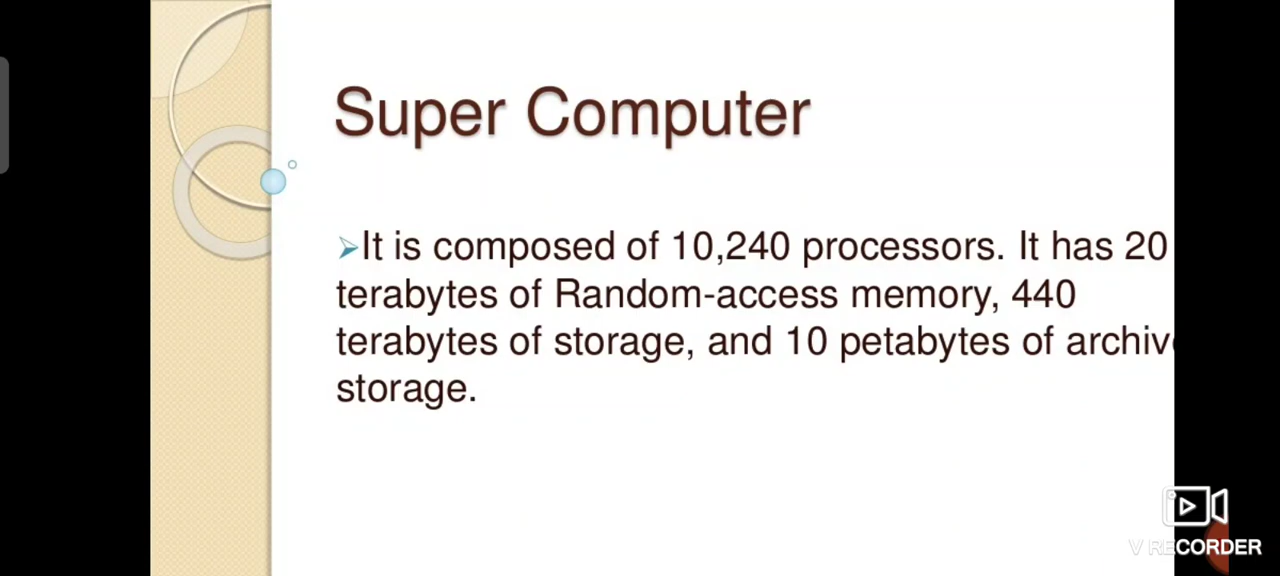 Super Computer
It is composed of 10,240 processors. It has 20
terabytes of Random-access memory, 440
terabytes of storage, and 10 petabytes of archive
storage.
V RECORDER